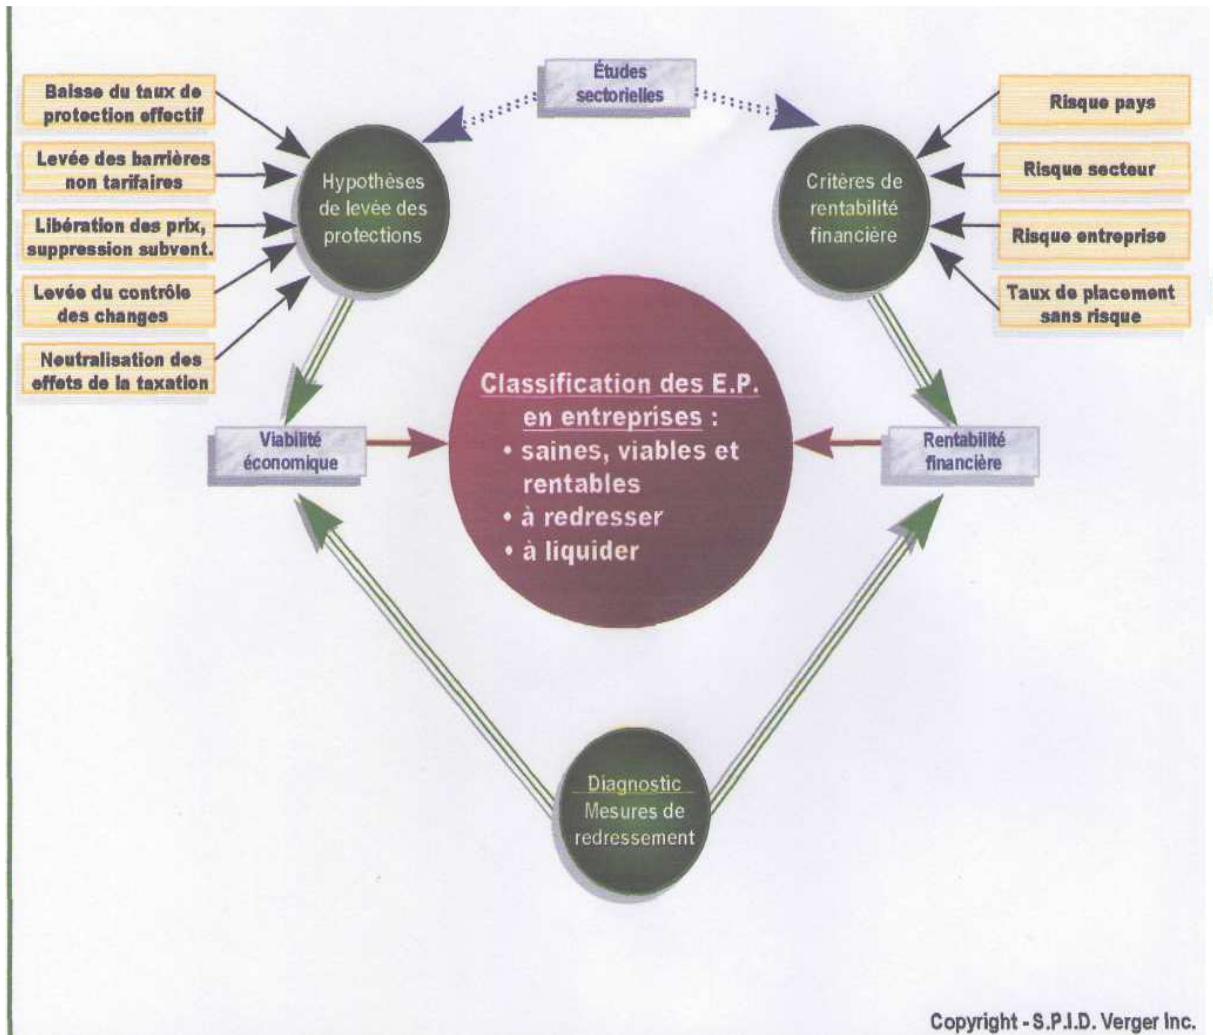 Études
sectorielles
Baisse du taux de
protection effectif
Levée des barrières
non tarifaires
Libération des prix,
suppression subvent.
Levée du contrôle
des changes
Neutralisation des
effets de la taxation
Hypothèses
de levée des
protections
Critères de
rentabilité
financière
Risque pays
Risque secteur
Risque entreprise
Taux de placement
sans risque
Viabilité
économique
Classification des E.P.
en entreprises :
• saines, viables et
rentables
• à redresser
• à liquider
Rentabilité
financière
Diagnostic
Mesures de
redressement
Copyright - S.P.I.D. Verger Inc.